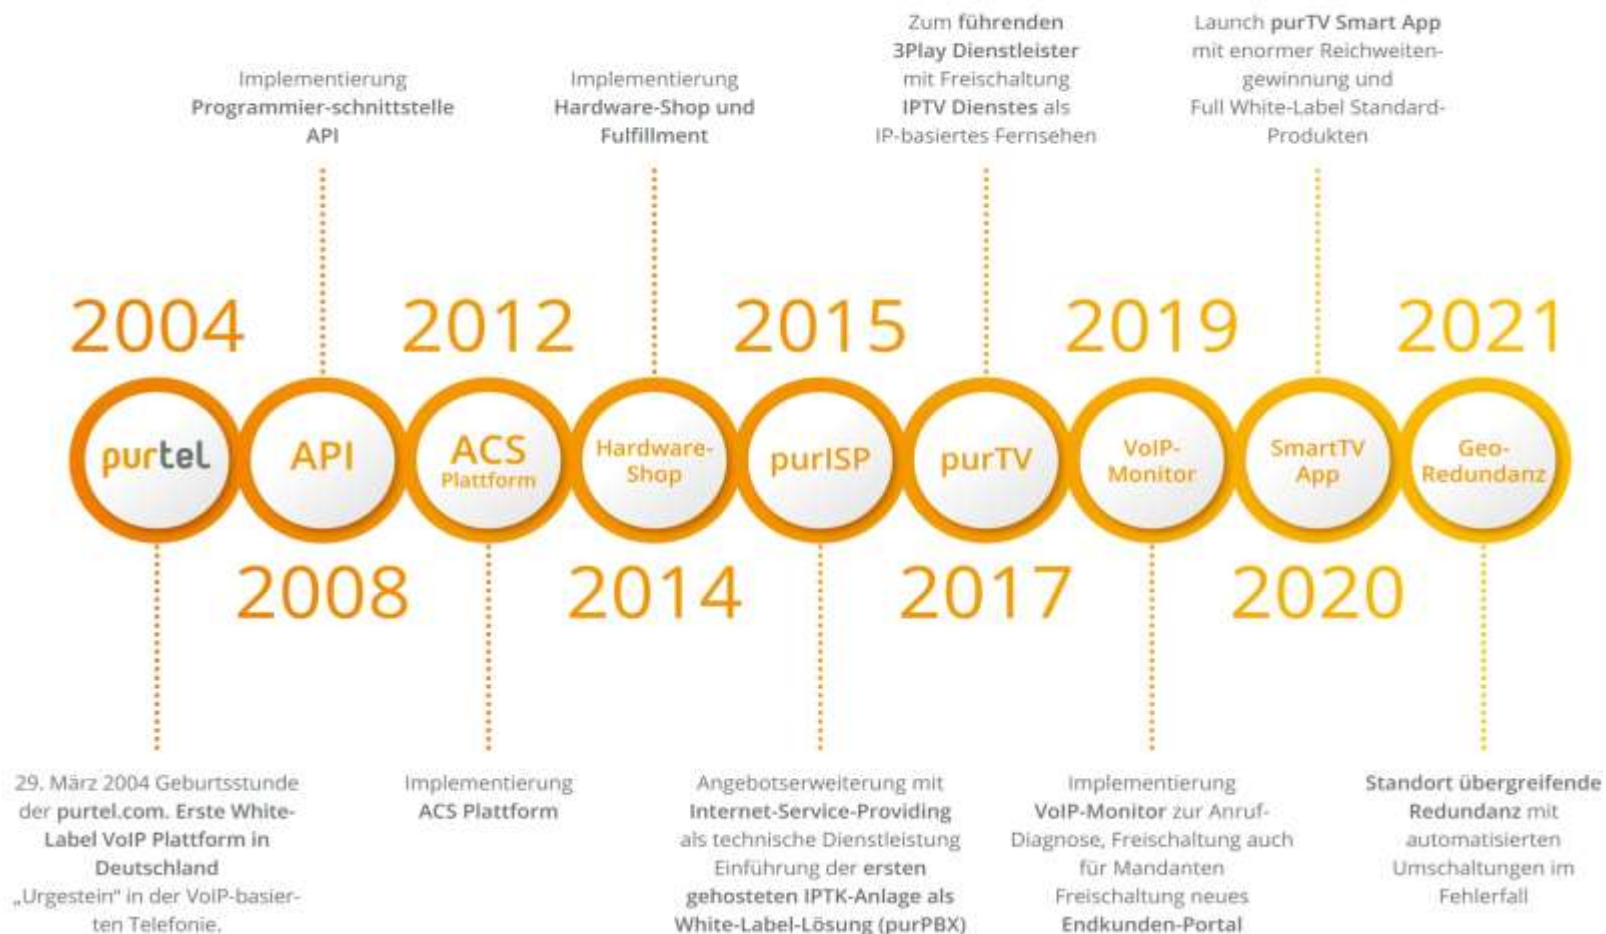 Implementierung
Programmier-schnittstelle
API
Implementierung
Hardware-Shop und
Fulfillment
Zum führenden
3Play Dienstleister
mit Freischaltung
IPTV Dienstes als
IP-basiertes Fernsehen
Launch purTV Smart App
mit enormer Reichweiten-
gewinnung und
Full White-Label Standard-
Produkten
2004
2012
2015
2019
2021
purtel
API
ACS
Plattform
Hardware-
Shop
purISP
purTV
VoIP-
Monitor
SmartTV
App
Geo-
Redundanz
2008
2014
2017
2020
29. März 2004 Geburtsstunde
der purtel.com. Erste White-
Label VoIP Plattform in
Deutschland
„Urgestein“ in der VoIP-basier-
ten Telefonie.
Implementierung
ACS Plattform
Angebotserweiterung mit
Internet-Service-Providing
als technische Dienstleistung
Einführung der ersten
gehosteten IPTK-Anlage als
White-Label-Lösung (purPBX)
Implementierung
VoIP-Monitor zur Anruf-
Diagnose, Freischaltung auch
für Mandanten
Freischaltung neues
Endkunden-Portal
Standort übergreifende
Redundanz mit
automatisierten
Umschaltungen im
Fehlerfall